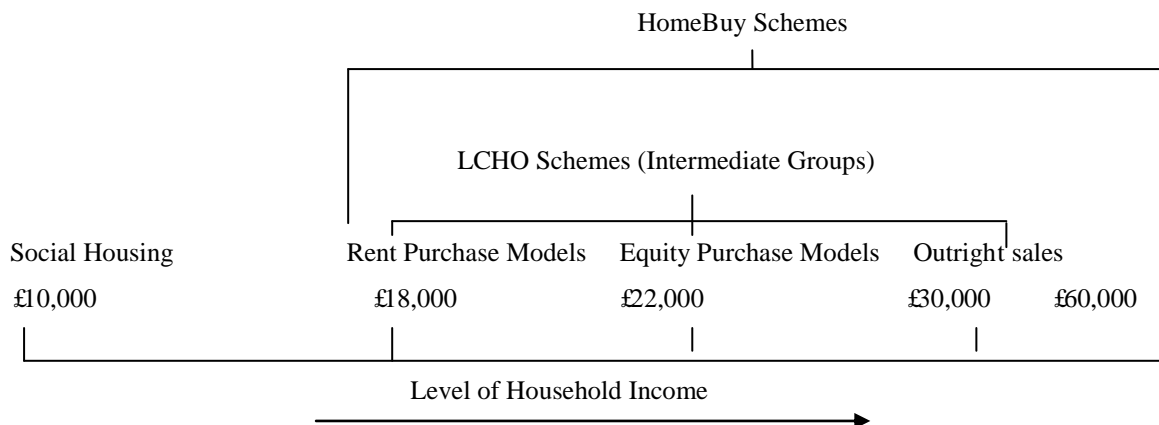 HomeBuy Schemes
LCHO Schemes (Intermediate Groups)
Social Housing Rent Purchase Models Equity Purchase Models Outright sales
£10,000 £18,000 £22,000 £30,000 £60,000
Level of Household Income